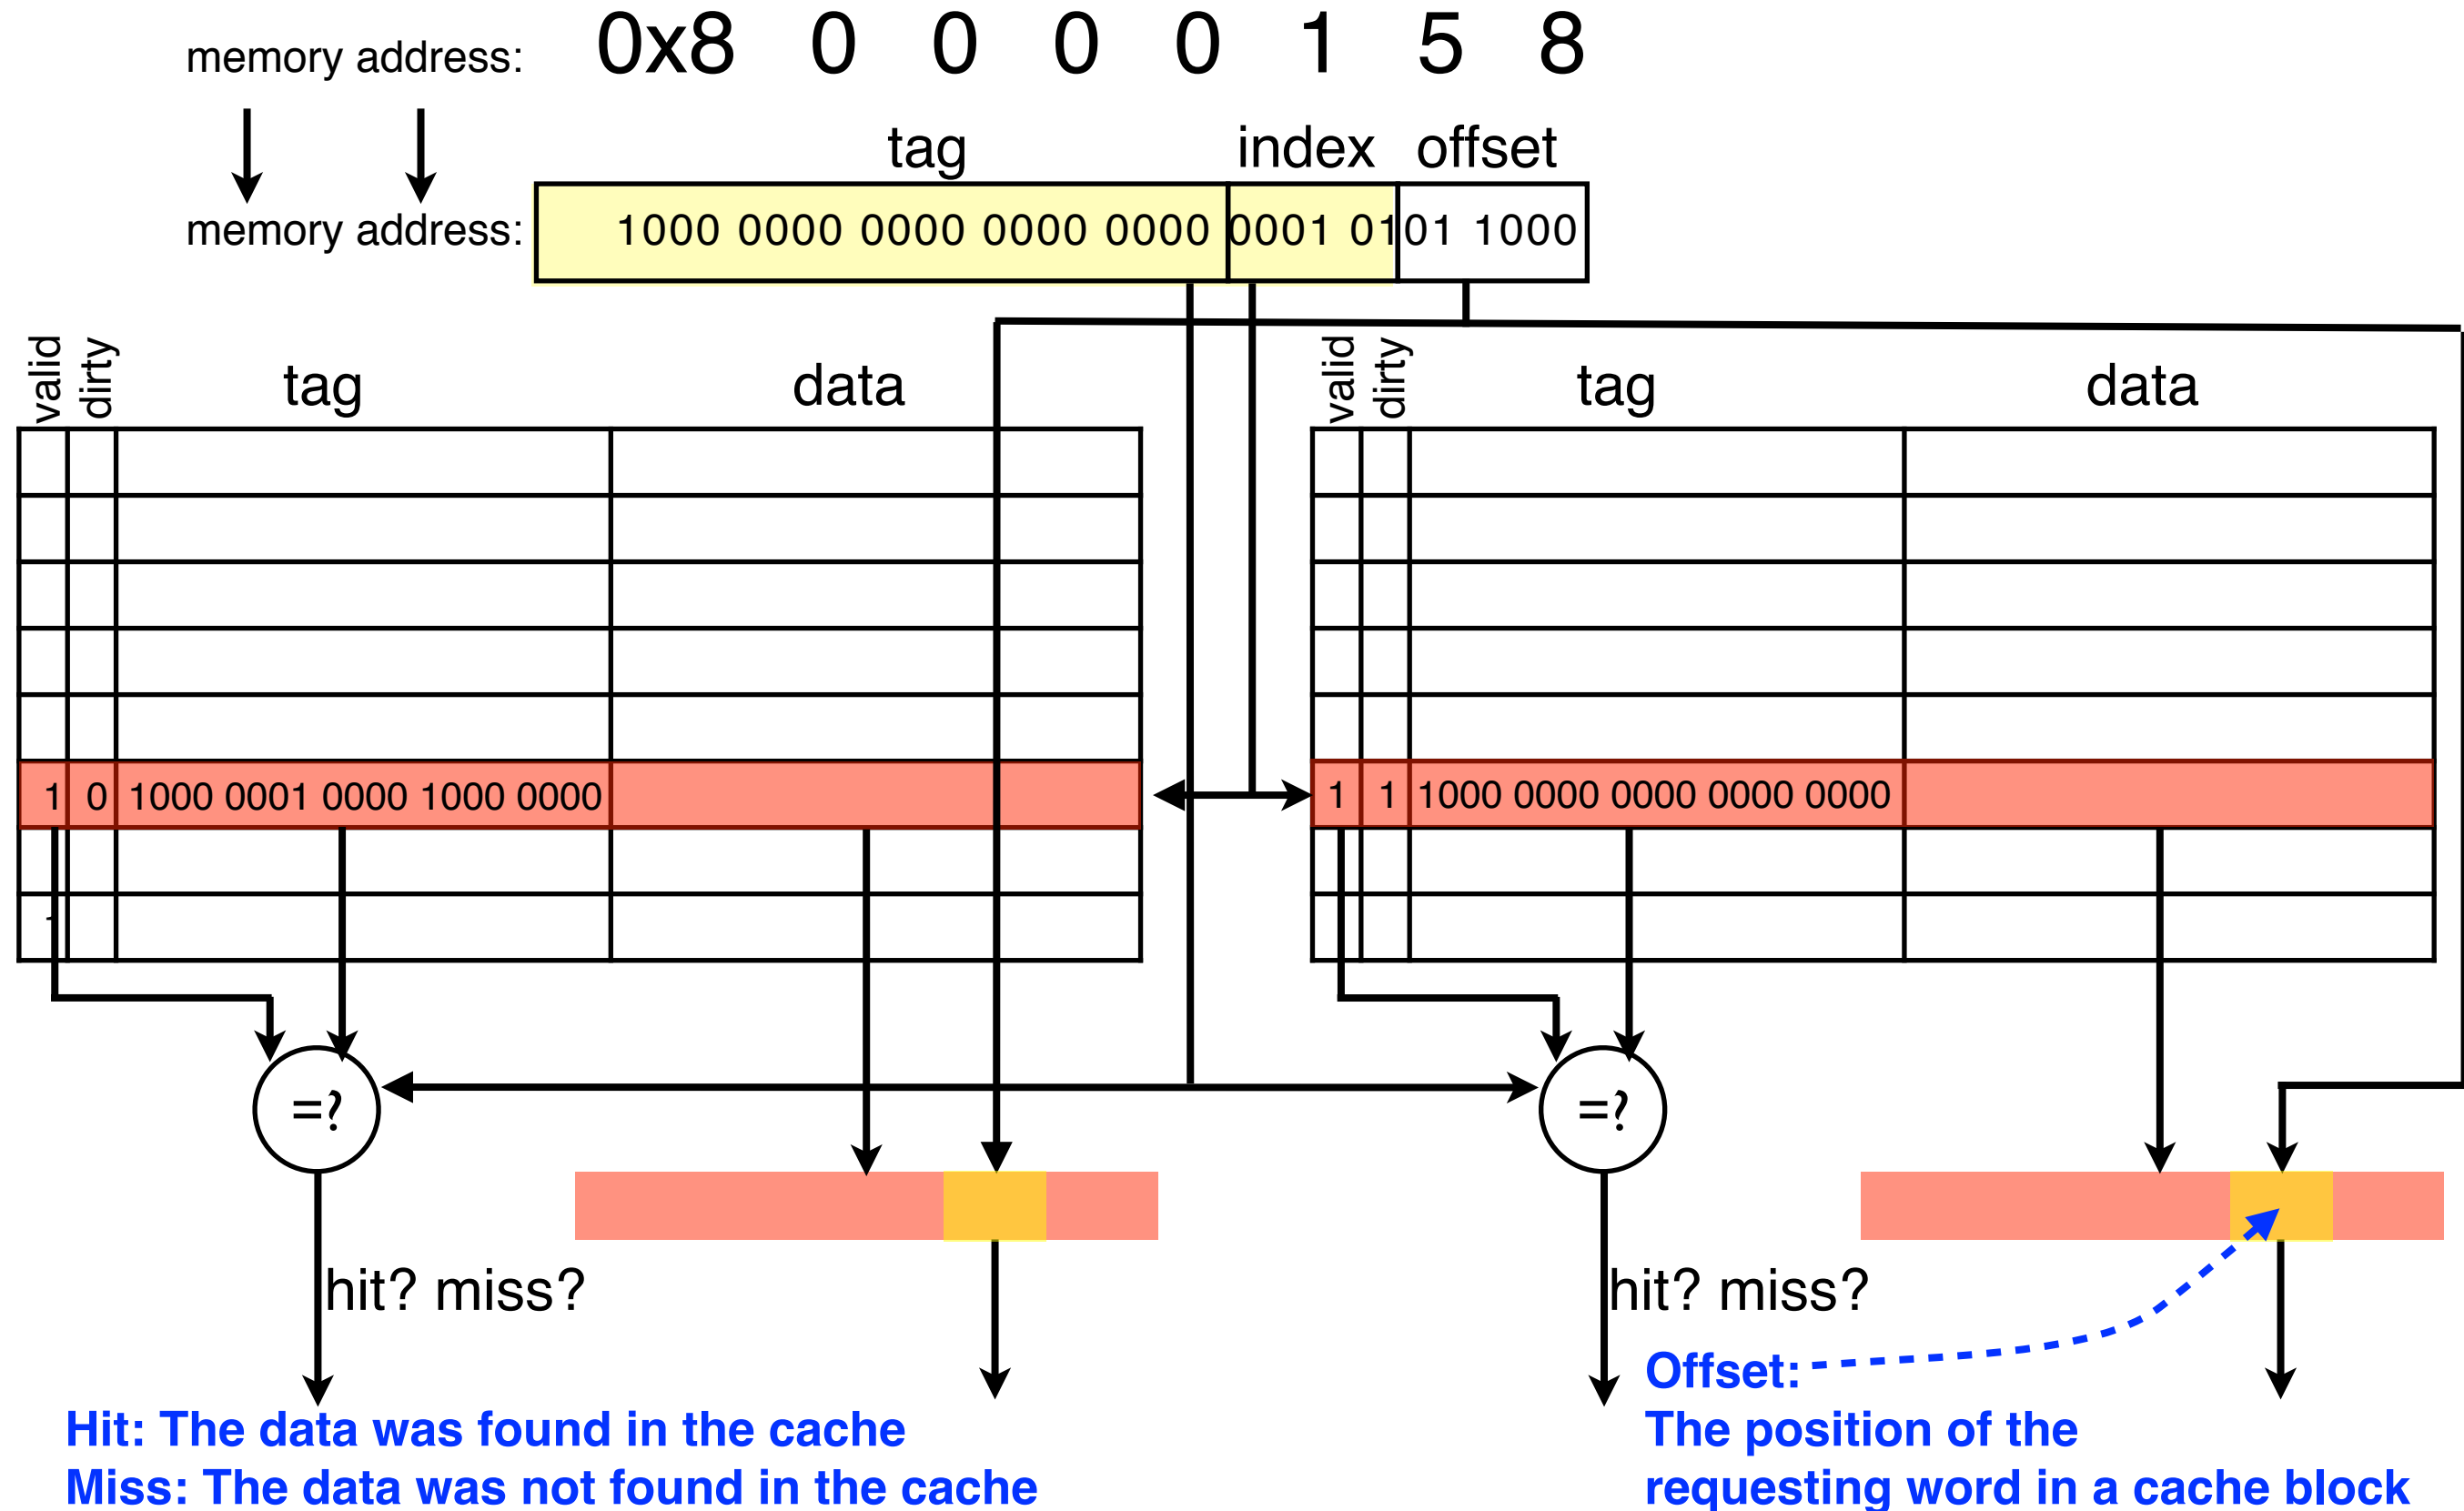 memory address: 0x8 0 0 0 0 1 5 8
tag index offset
memory address: 1000 0000 0000 0000 0000 0001 0101 1000
valid dirty tag data valid dirty tag data
1 0 1000 0001 0000 1000 0000 1 1 1000 0000 0000 0000 0000
=? =?
hit? miss? hit? miss?
Offset:
Hit: The data was found in the cache The position of the
Miss: The data was not found in the cache requesting word in a cache block